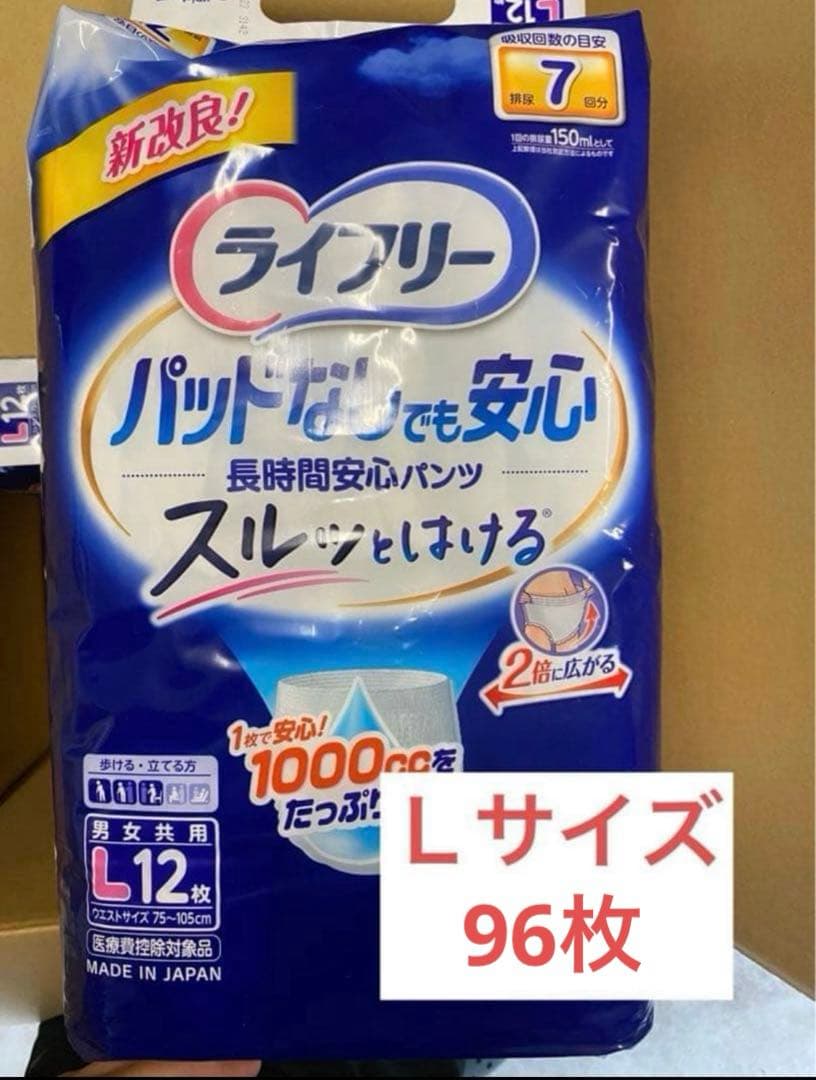 L12
吸収回数の目安
排尿 7 回分
1回の排尿量150mlとして
新改良!
ライフリー
パッドなしでも安心
長時間安心パンツ
スルッとはける®
2倍に広がる
1枚で安心!
1000ccを
たっぷり
歩ける・立てる方
男女共用
L12枚
ウエストサイズ 75~105cm
医療費控除対象品
MADE IN JAPAN
L12枚
Lサイズ
96枚